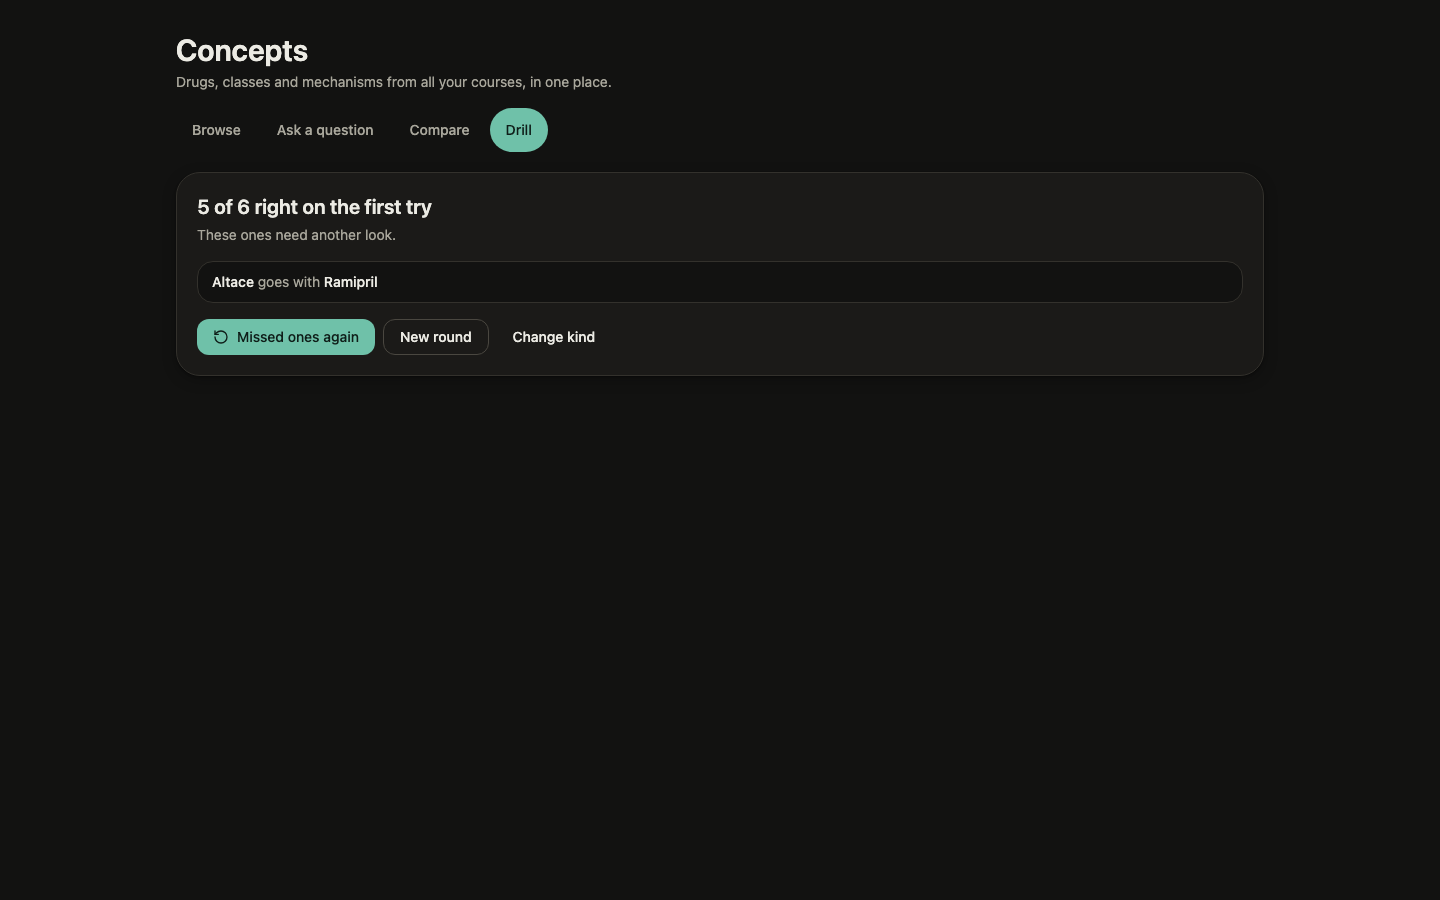 Concepts
Drugs, classes and mechanisms from all your courses, in one place.
Browse Ask a question Compare Drill
5 of 6 right on the first try
These ones need another look.
Altace goes with Ramipril
Missed ones again New round Change kind